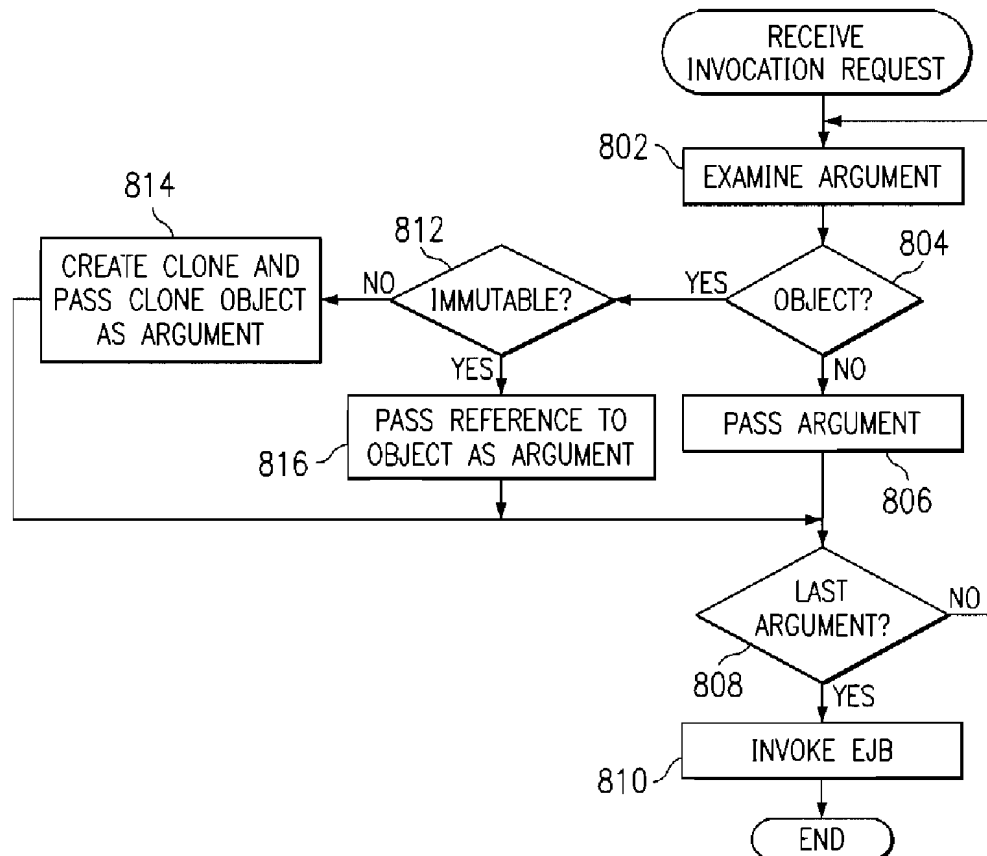 RECEIVE
INVOCATION REQUEST
802
EXAMINE ARGUMENT
814
CREATE CLONE AND
PASS CLONE OBJECT
AS ARGUMENT
812
NO
IMMUTABLE?
YES
804
OBJECT?
YES
NO
PASS REFERENCE TO
OBJECT AS ARGUMENT
816
PASS ARGUMENT
806
LAST
ARGUMENT?
NO
808
YES
INVOKE EJB
810
END